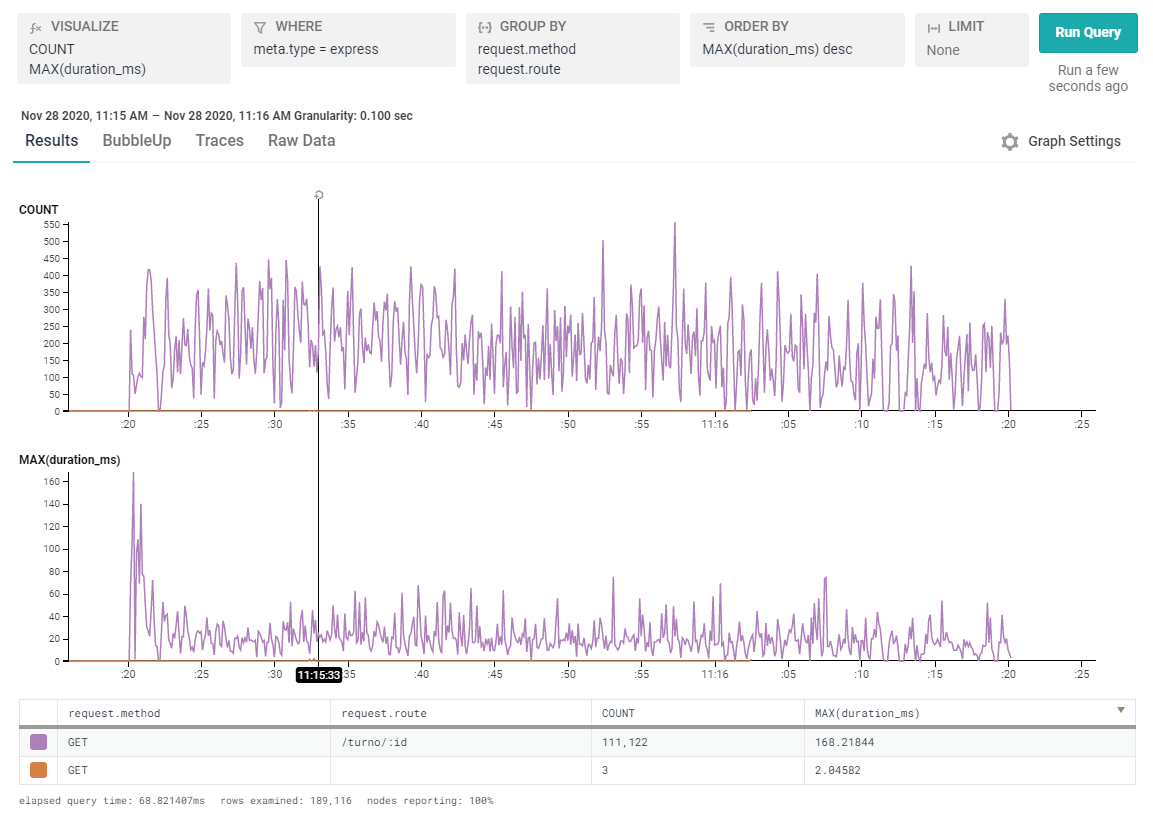 VISUALIZE
COUNT
MAX(duration_ms)
WHERE
meta.type = express
GROUP BY
request.method
request.route
ORDER BY
MAX(duration_ms) desc
LIMIT
None
Run Query
Run a few
seconds ago
Nov 28 2020, 11:15 AM – Nov 28 2020, 11:16 AM Granularity: 0.100 sec
Results BubbleUp Traces Raw Data Graph Settings
COUNT
550
500
450
400
350
300
250
200
150
100
50
0
:20 :25 :30 :35 :40 :45 :50 :55 11:16 :05 :10 :15 :20 :25
MAX(duration_ms)
160
140
120
100
80
60
40
20
0
:20 :25 :30 11:15:33 :35 :40 :45 :50 :55 11:16 :05 :10 :15 :20 :25
request.method request.route COUNT MAX(duration_ms)
GET /turno/:id 111,122 168.21844
GET 3 2.04582
elapsed query time: 68.821407ms rows examined: 189,116 nodes reporting: 100%